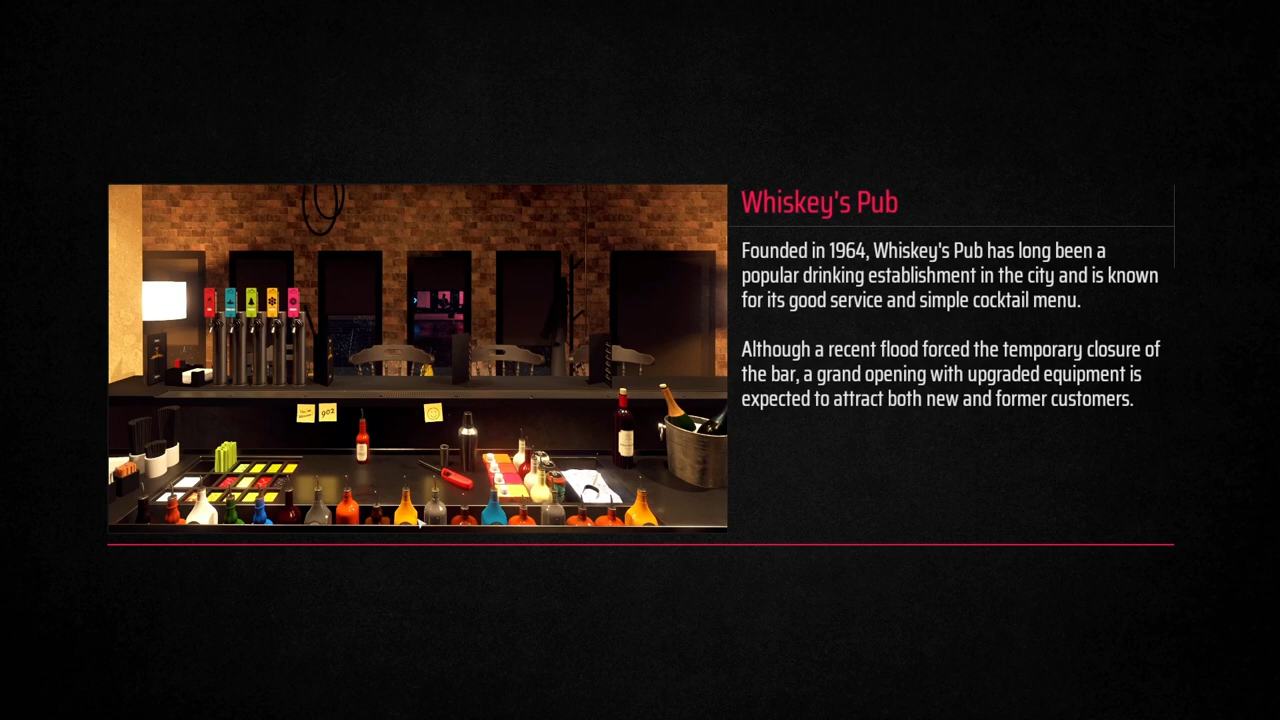 Whiskey's Pub
Founded in 1964, Whiskey's Pub has long been a
popular drinking establishment in the city and is known
for its good service and simple cocktail menu.
Although a recent flood forced the temporary closure of
the bar, a grand opening with upgraded equipment is
expected to attract both new and former customers.
902